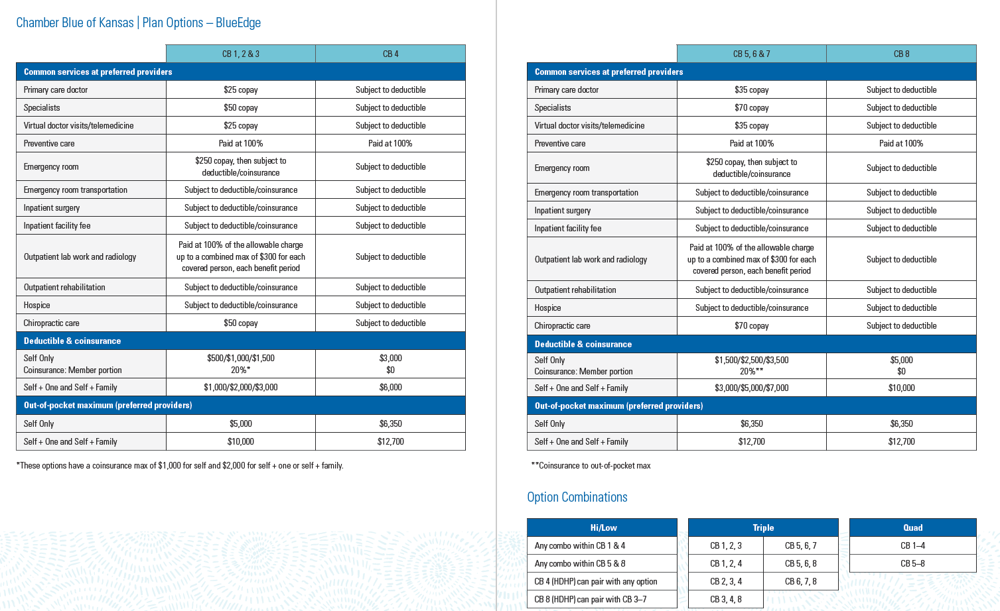 Chamber Blue of Kansas | Plan Options – BlueEdge
CB 1, 2 & 3 CB 4
Common services at preferred providers
Primary care doctor $25 copay Subject to deductible
Specialists $50 copay Subject to deductible
Virtual doctor visits/telemedicine $25 copay Subject to deductible
Preventive care Paid at 100% Paid at 100%
Emergency room $250 copay, then subject to
deductible/coinsurance Subject to deductible
Emergency room transportation Subject to deductible/coinsurance Subject to deductible
Inpatient surgery Subject to deductible/coinsurance Subject to deductible
Inpatient facility fee Subject to deductible/coinsurance Subject to deductible
Outpatient lab work and radiology Paid at 100% of the allowable charge
up to a combined max of $300 for each
covered person, each benefit period Subject to deductible
Outpatient rehabilitation Subject to deductible/coinsurance Subject to deductible
Hospice Subject to deductible/coinsurance Subject to deductible
Chiropractic care $50 copay Subject to deductible
Deductible & coinsurance
Self Only $500/$1,000/$1,500 $3,000
Coinsurance: Member portion 20%* $0
Self + One and Self + Family $1,000/$2,000/$3,000 $6,000
Out-of-pocket maximum (preferred providers)
Self Only $5,000 $6,350
Self + One and Self + Family $10,000 $12,700
*These options have a coinsurance max of $1,000 for self and $2,000 for self + one or self + family.
CB 5, 6 & 7 CB 8
Common services at preferred providers
Primary care doctor $35 copay Subject to deductible
Specialists $70 copay Subject to deductible
Virtual doctor visits/telemedicine $35 copay Subject to deductible
Preventive care Paid at 100% Paid at 100%
Emergency room $250 copay, then subject to
deductible/coinsurance Subject to deductible
Emergency room transportation Subject to deductible/coinsurance Subject to deductible
Inpatient surgery Subject to deductible/coinsurance Subject to deductible
Inpatient facility fee Subject to deductible/coinsurance Subject to deductible
Outpatient lab work and radiology Paid at 100% of the allowable charge
up to a combined max of $300 for each
covered person, each benefit period Subject to deductible
Outpatient rehabilitation Subject to deductible/coinsurance Subject to deductible
Hospice Subject to deductible/coinsurance Subject to deductible
Chiropractic care $70 copay Subject to deductible
Deductible & coinsurance
Self Only $1,500/$2,500/$3,500 $5,000
Coinsurance: Member portion 20%** $0
Self + One and Self + Family $3,000/$5,000/$7,000 $10,000
Out-of-pocket maximum (preferred providers)
Self Only $6,350 $6,350
Self + One and Self + Family $12,700 $12,700
**Coinsurance to out-of-pocket max
Option Combinations
Hi/Low Triple Quad
Any combo within CB 1 & 4 CB 1, 2, 3 CB 5, 6, 7 CB 1–4
Any combo within CB 5 & 8 CB 1, 2, 4 CB 5, 6, 8 CB 5–8
CB 4 (HDHP) can pair with any option CB 2, 3, 4 CB 6, 7, 8
CB 8 (HDHP) can pair with CB 3–7 CB 3, 4, 8